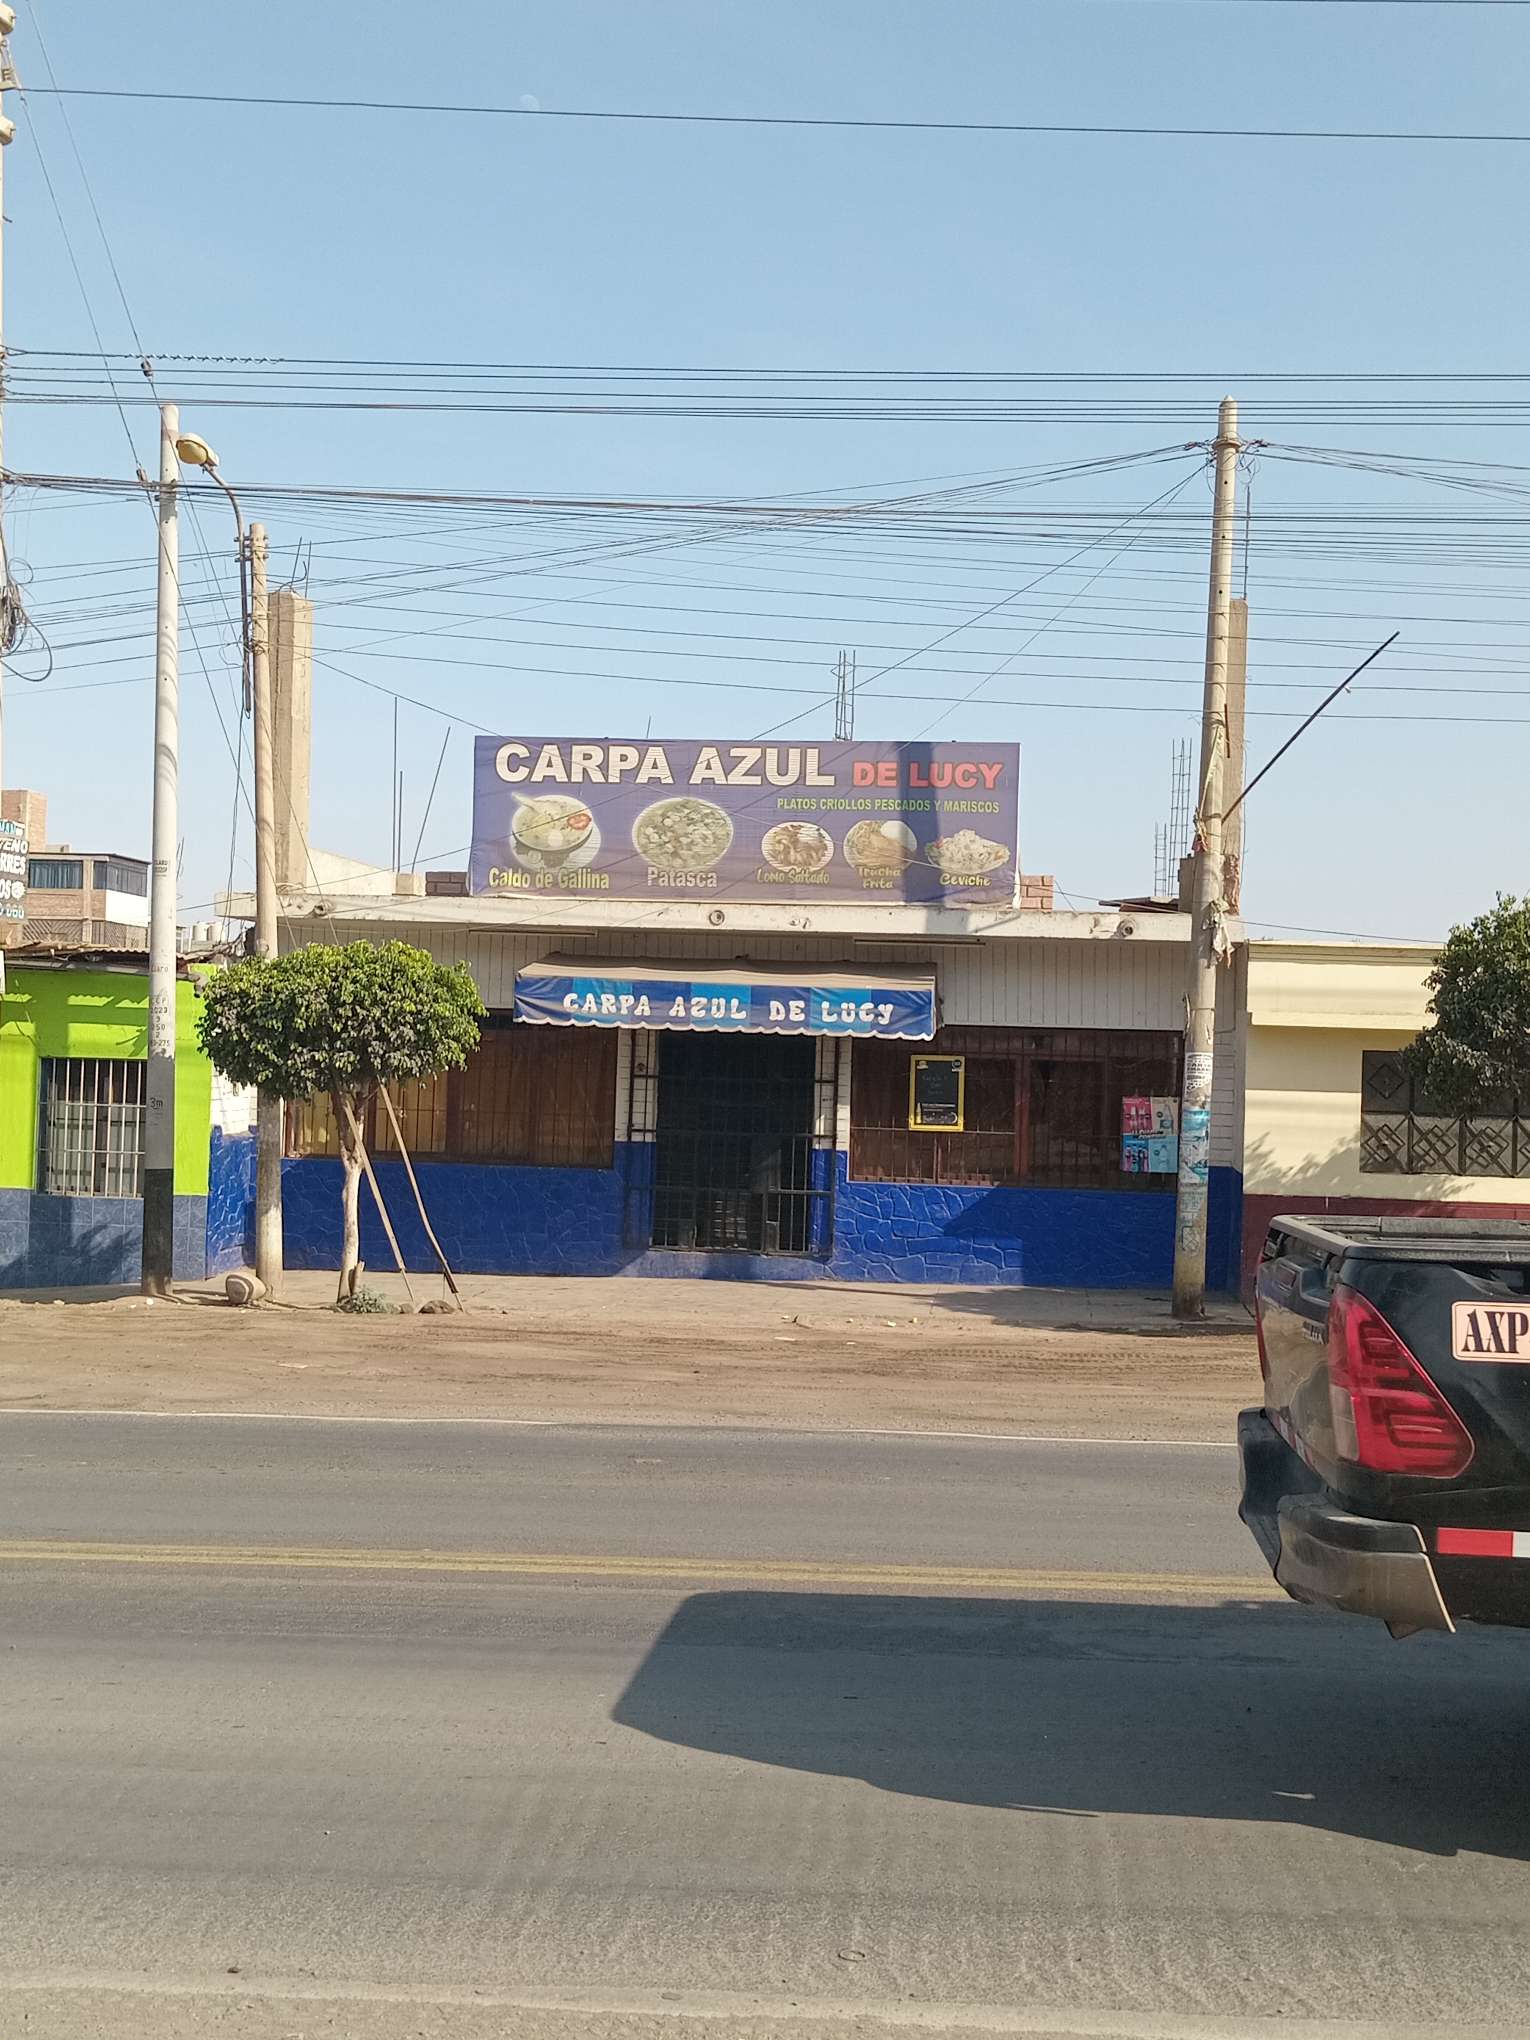 CARPA AZUL DE LUCY
PLATOS CRIOLLOS PESCADOS Y MARISCOS
Caldo de Gallina
Patasca
Lomo Saltado
Trucha
Frita
Ceviche
CARPA AZUL DE LUCY
3m
AXP